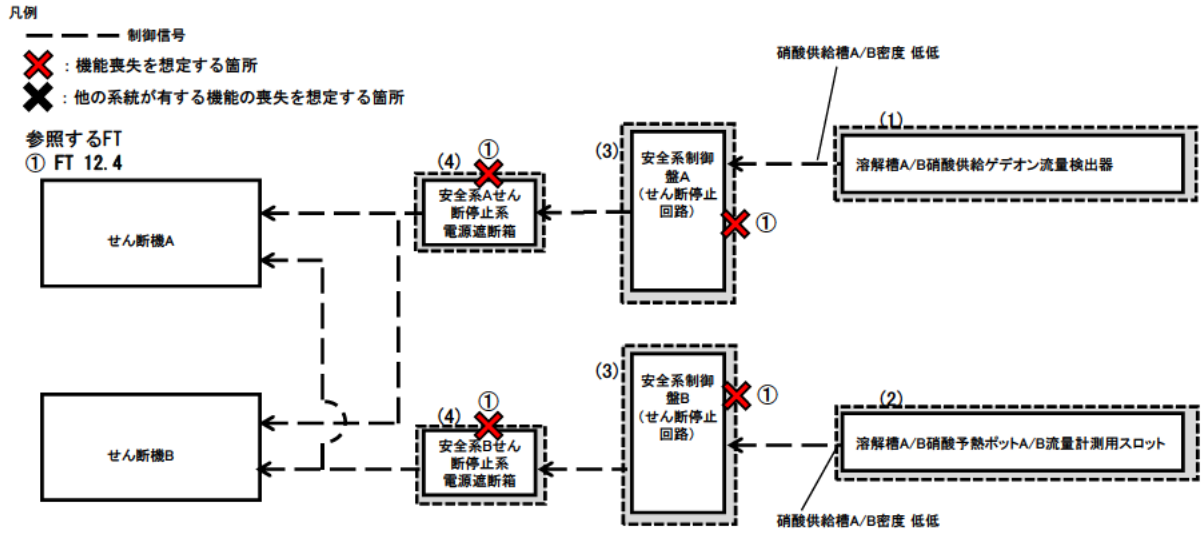 凡例
制御信号
：機能喪失を想定する箇所
：他の系統が有する機能の喪失を想定する箇所
参照するFT
① FT 12.4
せん断機A
(4)
①
安全系Aせん
断停止系
電源遮断箱
(3)
安全系制御
盤A
(せん断停止
回路)
①
硝酸供給槽A/B密度 低低
(1)
溶解槽A/B硝酸供給ゲデオン流量検出器
せん断機B
(4)
①
安全系Bせん
断停止系
電源遮断箱
(3)
安全系制御
盤B
(せん断停止
回路)
①
(2)
溶解槽A/B硝酸予熱ポットA/B流量計測用スロット
硝酸供給槽A/B密度 低低